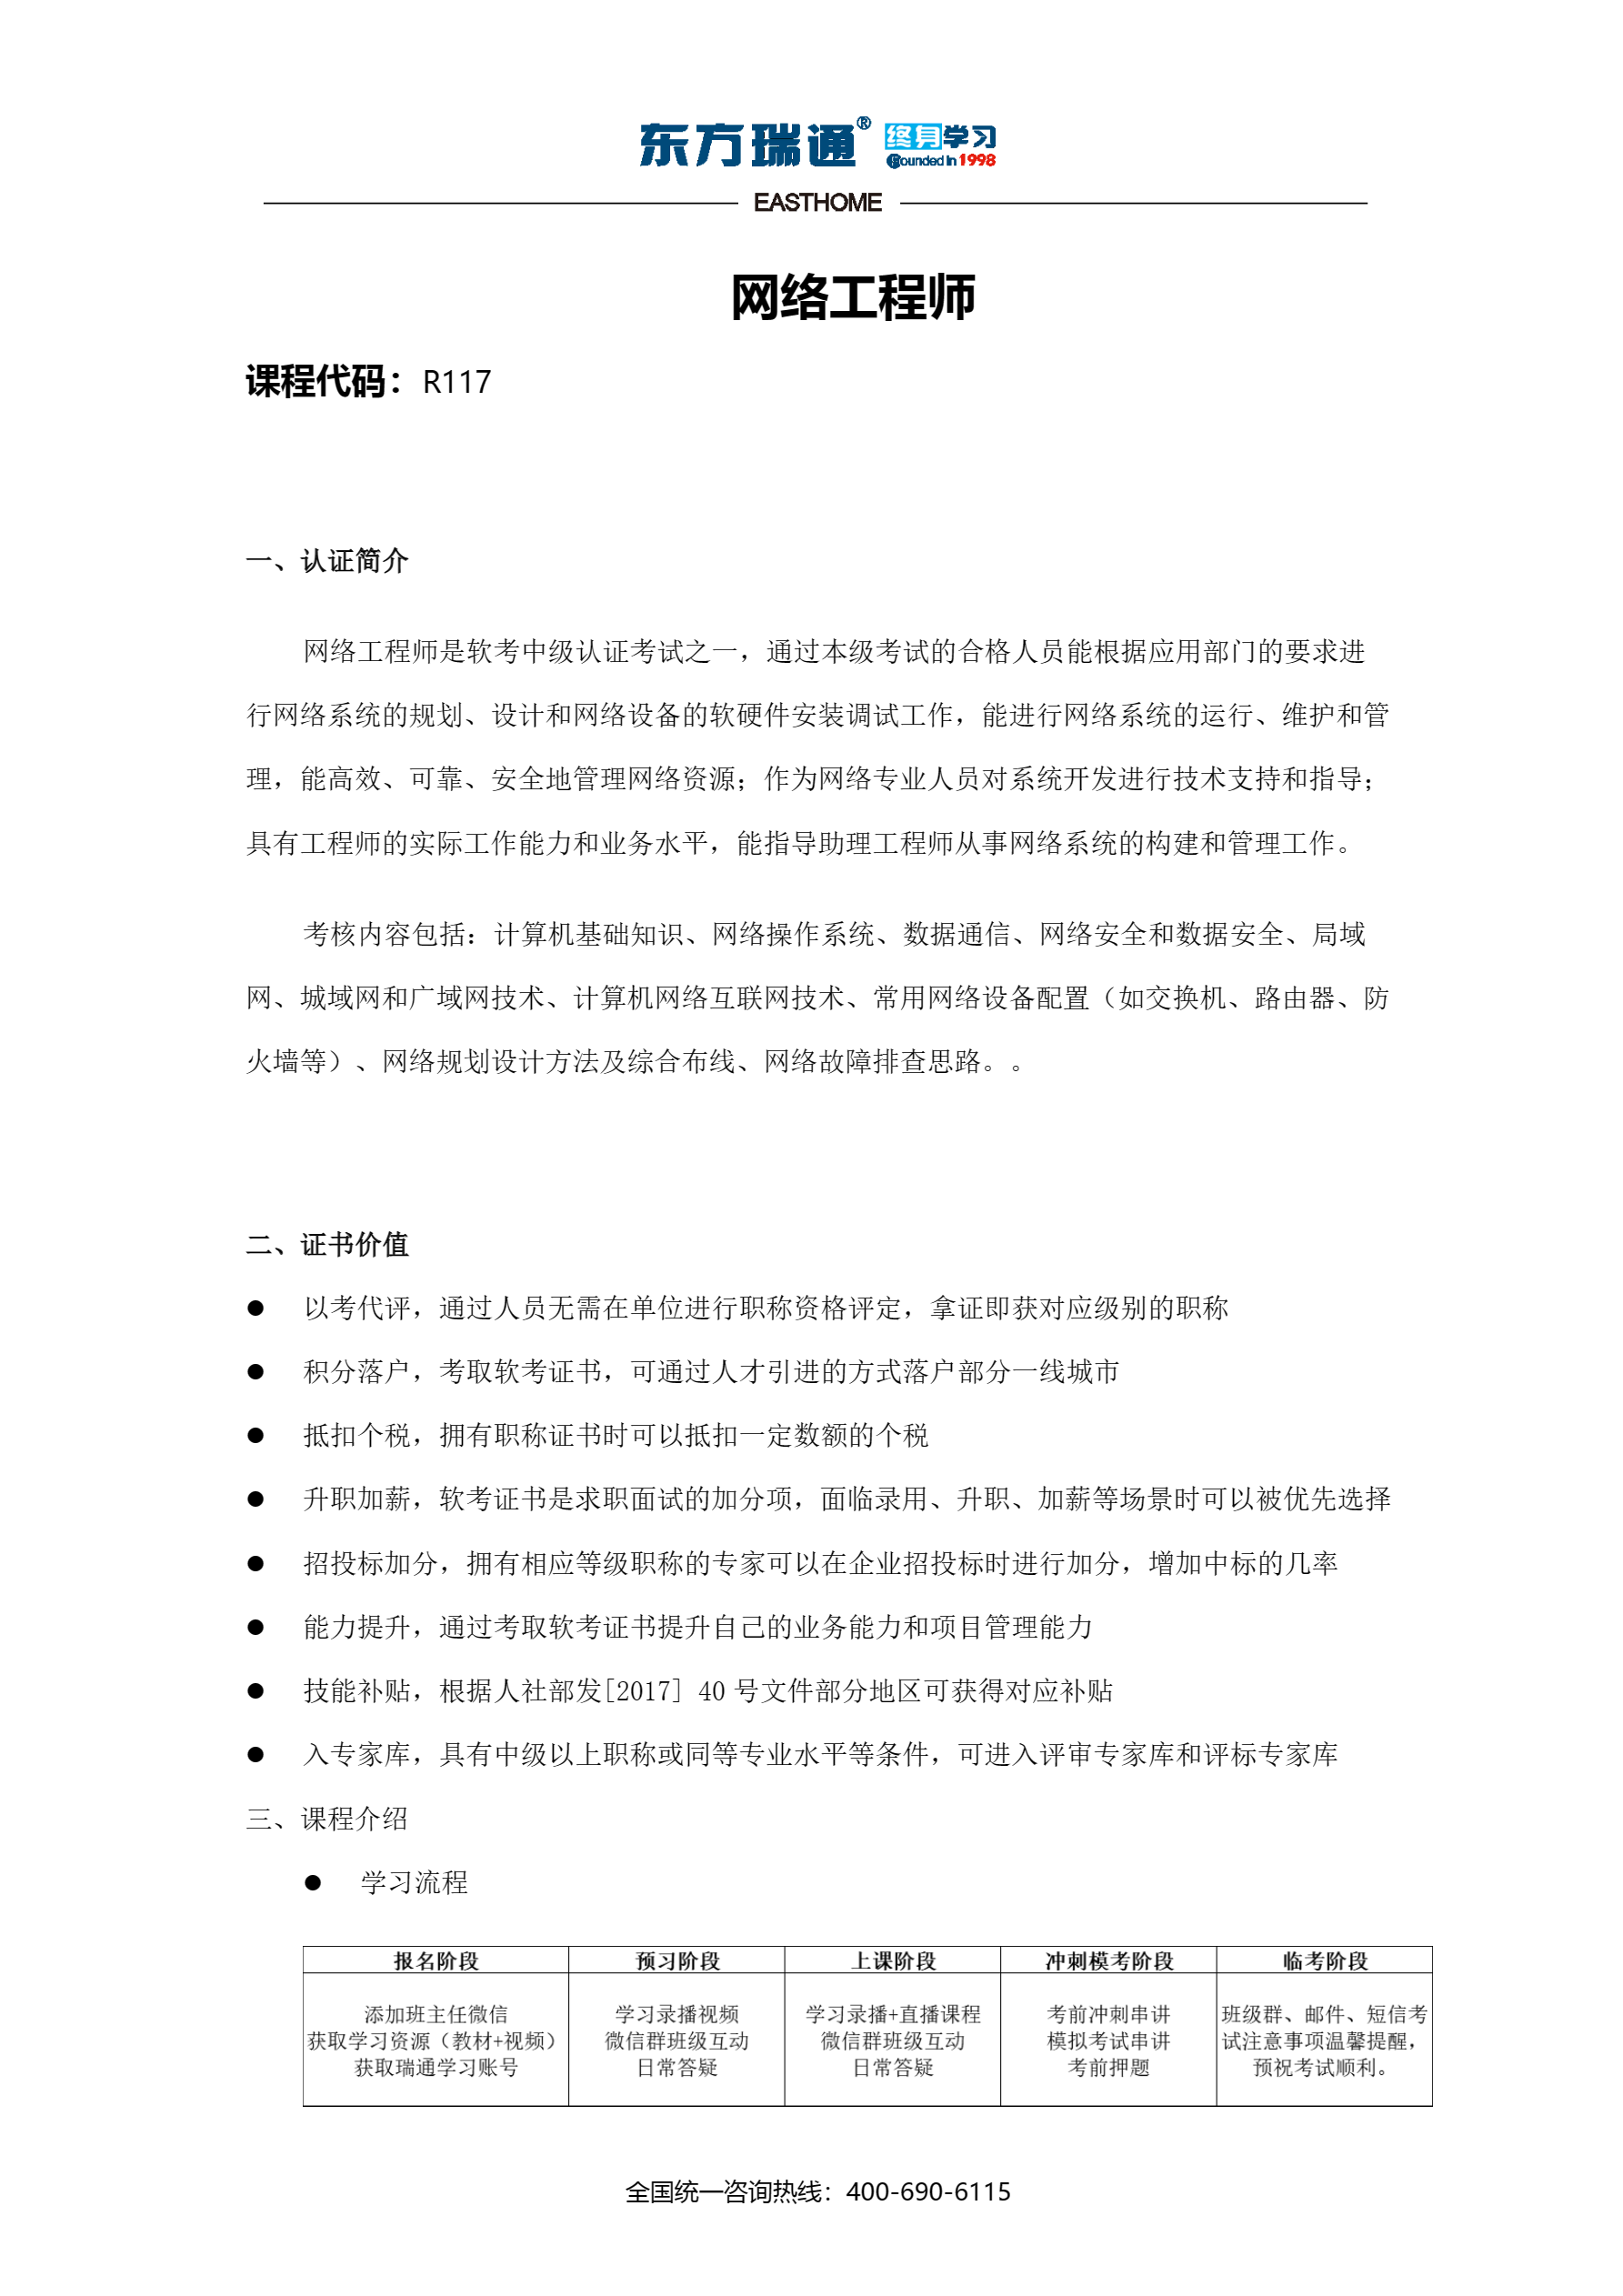 东方瑞通® 终身学习
Founded In 1998
EASTHOME
网络工程师
课程代码：R117
一、认证简介
网络工程师是软考中级认证考试之一，通过本级考试的合格人员能根据应用部门的要求进
行网络系统的规划、设计和网络设备的软硬件安装调试工作，能进行网络系统的运行、维护和管
理，能高效、可靠、安全地管理网络资源；作为网络专业人员对系统开发进行技术支持和指导；
具有工程师的实际工作能力和业务水平，能指导助理工程师从事网络系统的构建和管理工作。
考核内容包括：计算机基础知识、网络操作系统、数据通信、网络安全和数据安全、局域
网、城域网和广域网技术、计算机网络互联网技术、常用网络设备配置（如交换机、路由器、防
火墙等）、网络规划设计方法及综合布线、网络故障排查思路。。
二、证书价值
● 以考代评，通过人员无需在单位进行职称资格评定，拿证即获对应级别的职称
● 积分落户，考取软考证书，可通过人才引进的方式落户部分一线城市
● 抵扣个税，拥有职称证书时可以抵扣一定数额的个税
● 升职加薪，软考证书是求职面试的加分项，面临录用、升职、加薪等场景时可以被优先选择
● 招投标加分，拥有相应等级职称的专家可以在企业招投标时进行加分，增加中标的几率
● 能力提升，通过考取软考证书提升自己的业务能力和项目管理能力
● 技能补贴，根据人社部发[2017] 40 号文件部分地区可获得对应补贴
● 入专家库，具有中级以上职称或同等专业水平等条件，可进入评审专家库和评标专家库
三、课程介绍
● 学习流程
报名阶段 预习阶段 上课阶段 冲刺模考阶段 临考阶段
添加班主任微信 学习录播视频 学习录播+直播课程 考前冲刺串讲 班级群、邮件、短信考
获取学习资源（教材+视频） 微信群班级互动 微信群班级互动 模拟考试串讲 试注意事项温馨提醒，
获取瑞通学习账号 日常答疑 日常答疑 考前押题 预祝考试顺利。
全国统一咨询热线：400-690-6115